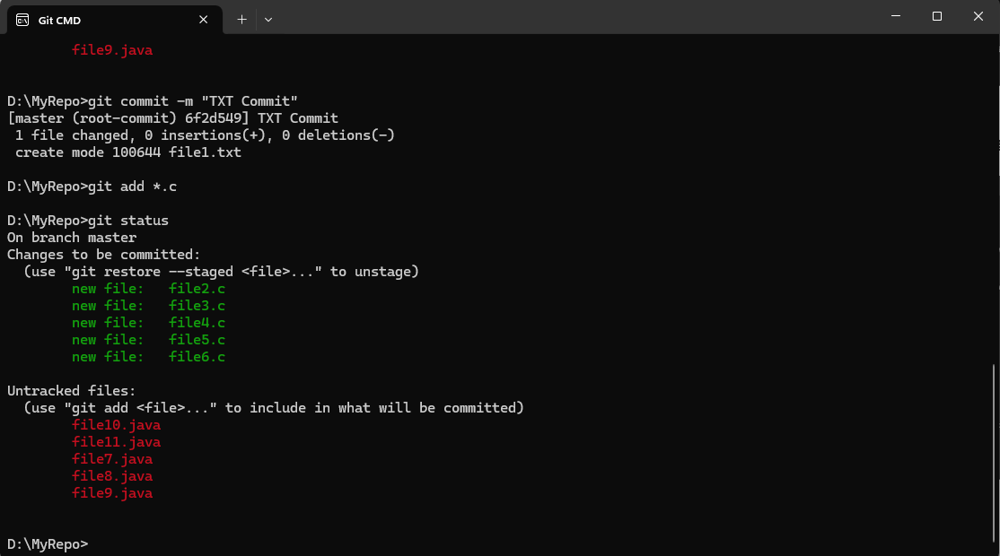 Git CMD
file9.java
D:\MyRepo>git commit -m "TXT Commit"
[master (root-commit) 6f2d549] TXT Commit
 1 file changed, 0 insertions(+), 0 deletions(-)
 create mode 100644 file1.txt
D:\MyRepo>git add *.c
D:\MyRepo>git status
On branch master
Changes to be committed:
  (use "git restore --staged <file>..." to unstage)
        new file:   file2.c
        new file:   file3.c
        new file:   file4.c
        new file:   file5.c
        new file:   file6.c
Untracked files:
  (use "git add <file>..." to include in what will be committed)
        file10.java
        file11.java
        file7.java
        file8.java
        file9.java
D:\MyRepo>